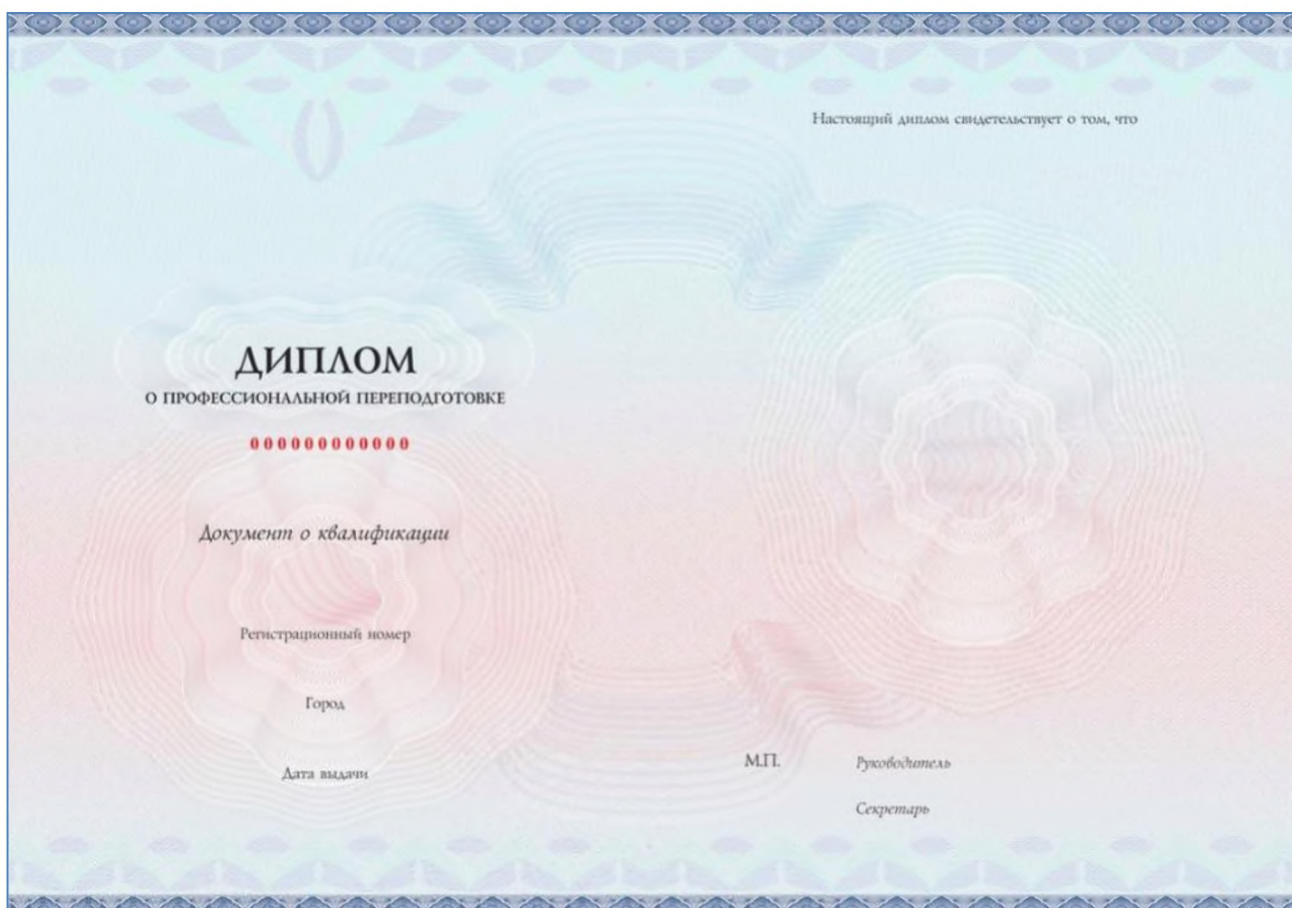 ДИПЛОМ
О ПРОФЕССИОНАЛЬНОЙ ПЕРЕПОДГОТОВКЕ
000000000000
Документ о квалификации
Регистрационный номер
Город
Дата выдачи
Настоящий диплом свидетельствует о том, что
М.П.
Руководитель
Секретарь